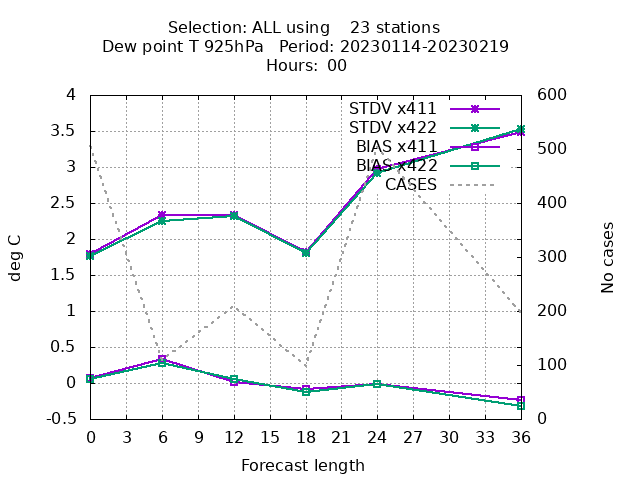 Selection: ALL using    23 stations
Dew point T 925hPa   Period: 20230114-20230219
Hours:  00
4
3.5
3
2.5
2
1.5
1
0.5
0
-0.5
deg C
STDV x411
STDV x422
BIAS x411
BIAS x422
CASES
600
500
400
300
200
100
0
No cases
0 3 6 9 12 15 18 21 24 27 30 33 36
Forecast length